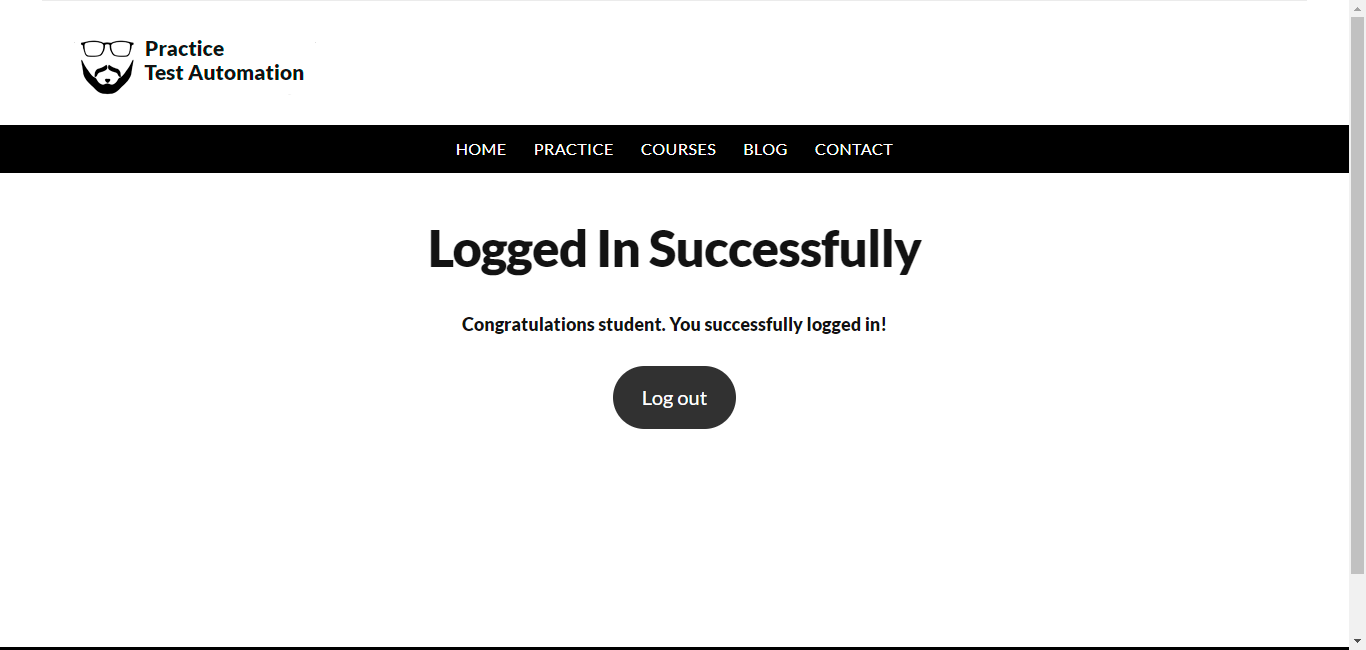 Practice
Test Automation
HOME PRACTICE COURSES BLOG CONTACT
Logged In Successfully
Congratulations student. You successfully logged in!
Log out